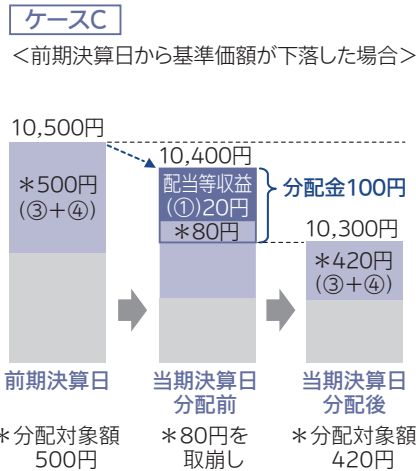 ケースC
＜前期決算日から基準価額が下落した場合＞
10,500円
10,400円
＊500円
(③＋④)
配当等収益
(①)20円
＊80円
分配金100円
10,300円
＊420円
(③＋④)
前期決算日
当期決算日
分配前
当期決算日
分配後
＊分配対象額
500円
＊80円を
取崩し
＊分配対象額
420円